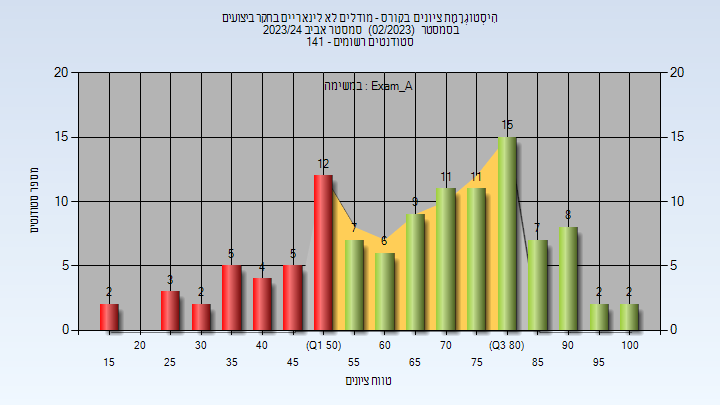 הִיסְטוֹגְרָמַת ציונים בקורס - מודלים לא לינאריים בחקר ביצועים
בסמסטר (02/2023) סמסטר אביב 2023/24
סטודנטים רשומים - 141
במשימה : Exam_A
20 20
15 15
10 10
5 5
0 0
מספר סטודנטים
2 3 2 5 4 5 12 7 6 9 11 11 15 7 8 2 2
20 30 40 (Q1 50) 60 70 (Q3 80) 90 100
15 25 35 45 55 65 75 85 95
טווח ציונים